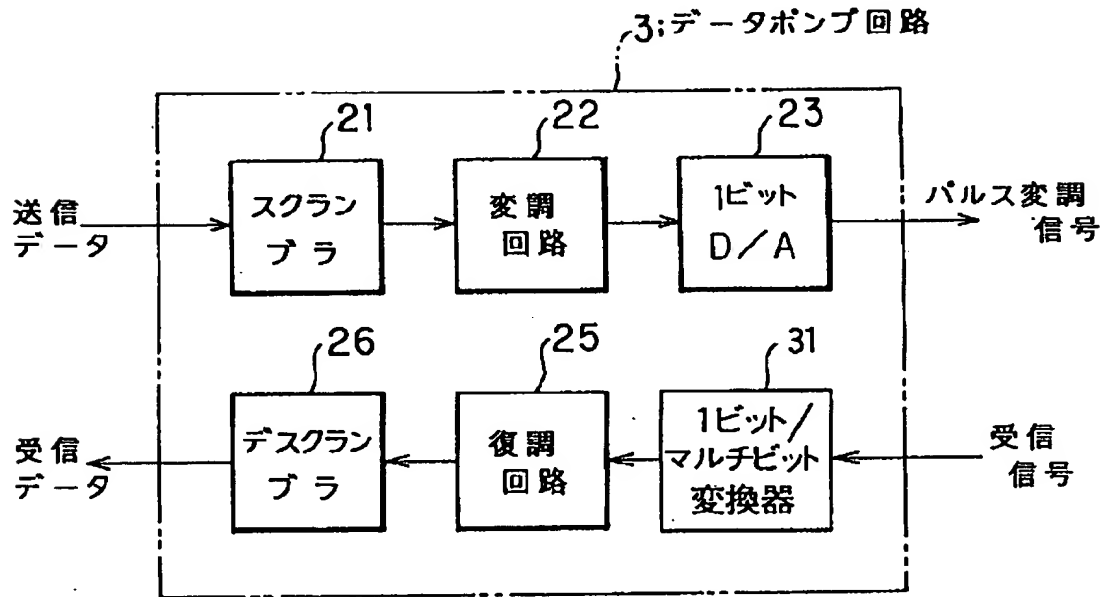 3;データポンプ回路
21
22
23
送信
データ
スクラン
ブラ
変調
回路
1ビット
D/A
パルス変調
信号
26
25
31
受信
データ
デスクラン
ブラ
復調
回路
1ビット/
マルチビット
変換器
受信
信号